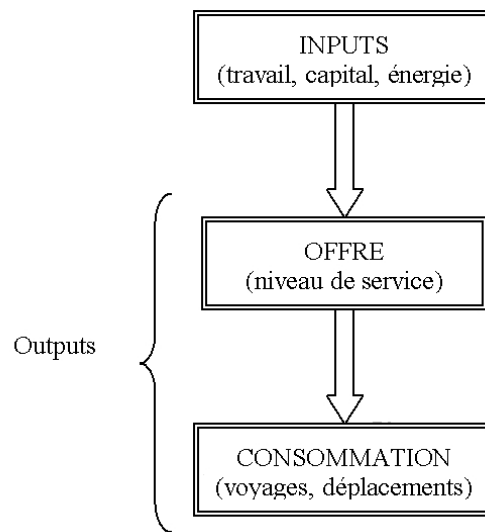 INPUTS
(travail, capital, énergie)
OFFRE
(niveau de service)
Outputs
CONSOMMATION
(voyages, déplacements)